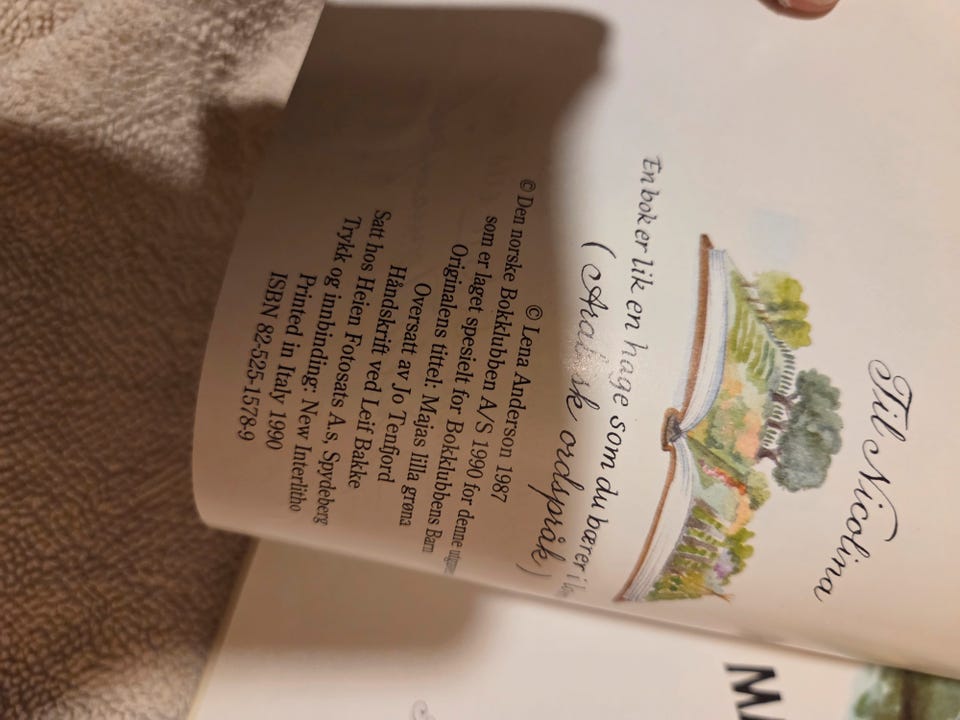 Til Nicolina
En bok er lik en hage som du bærer i
(Arabisk ordspråk)
© Lena Anderson 1987
© Den norske Bokklubben A/S 1990 for denne
som er laget spesielt for Bokklubbens Barn
Originalens tittel: Majas lilla grøna
Oversatt av Jo Tenfjord
Håndskrift ved Leif Bakke
Satt hos Heien Fotosats A.s, Spydeberg
Trykk og innbinding: New Interlitho
Printed in Italy 1990
ISBN 82-525-1578-9